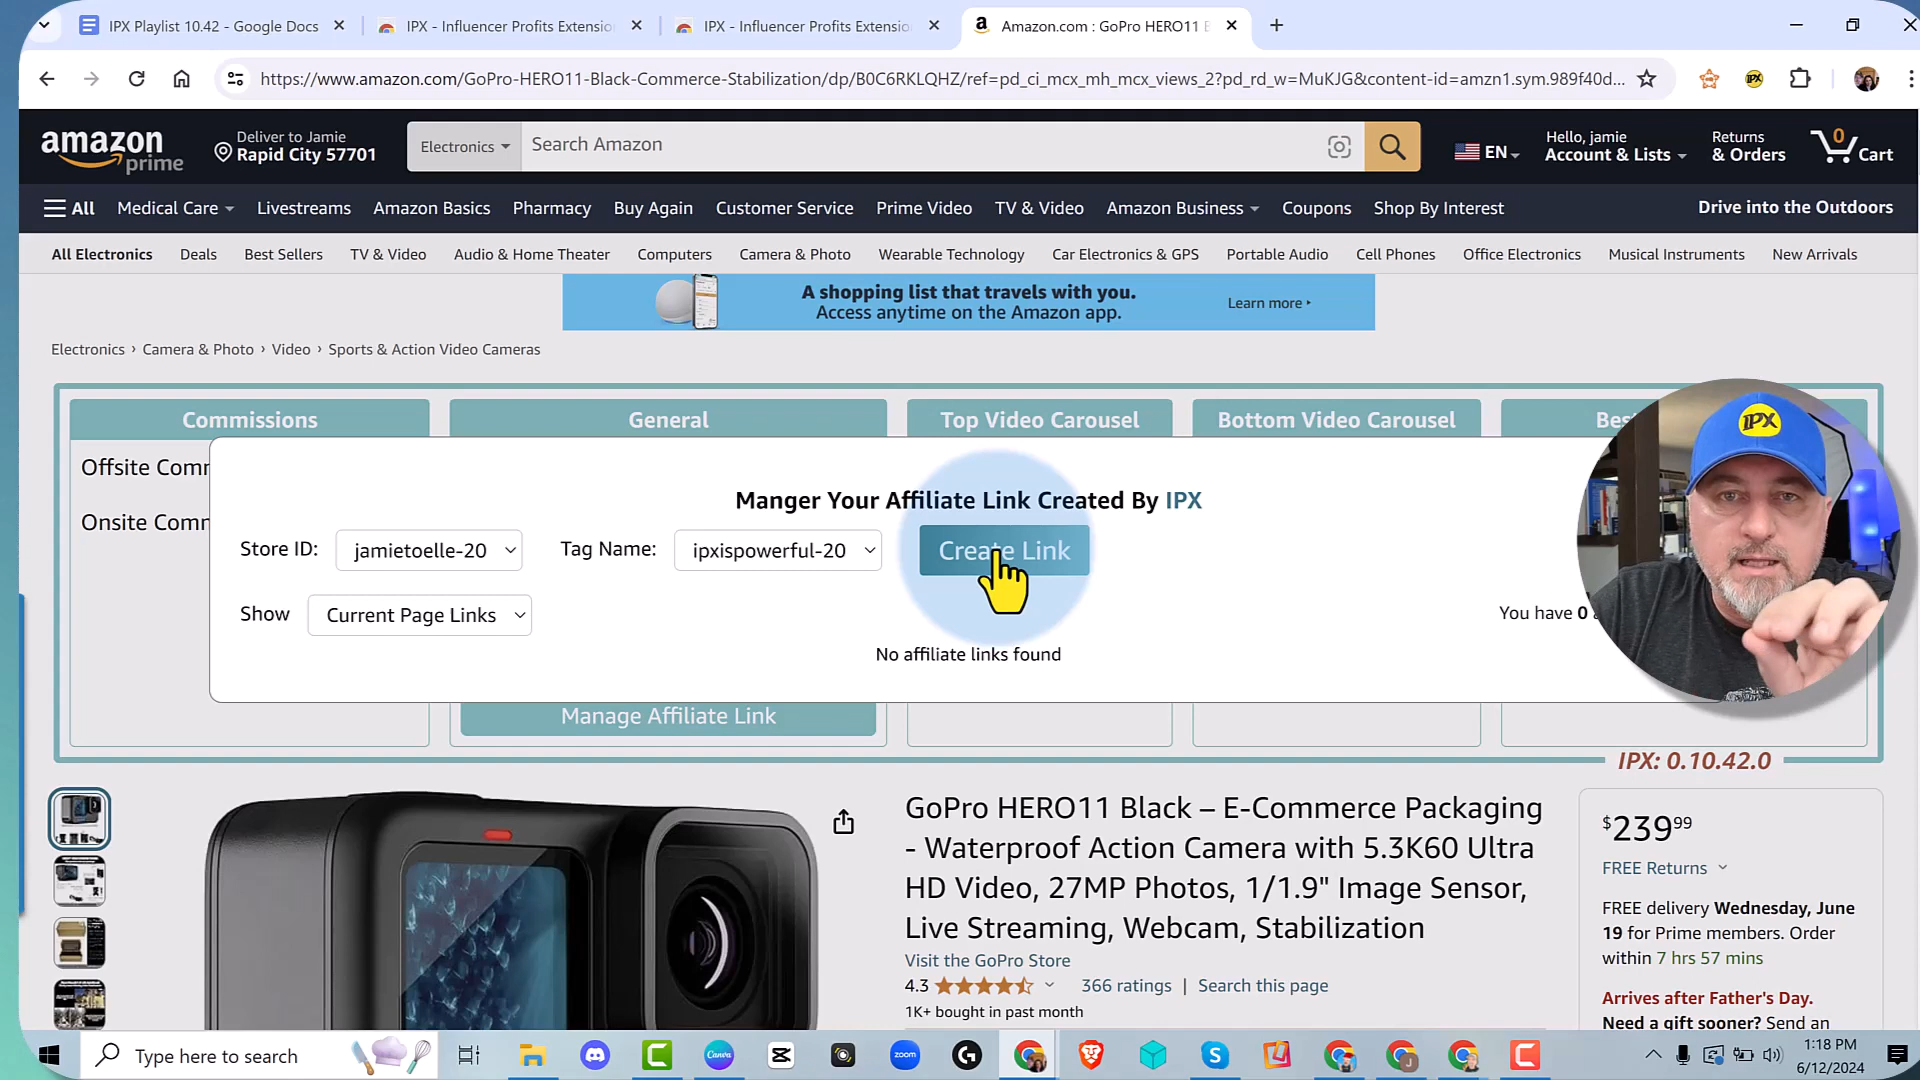 IPX Playlist 10.42 - Google Docs
IPX - Influencer Profits Extensio
IPX - Influencer Profits Extensio
Amazon.com : GoPro HERO11 B
https://www.amazon.com/GoPro-HERO11-Black-Commerce-Stabilization/dp/B0C6RKLQHZ/ref=pd_ci_mcx_mh_mcx_views_2?pd_rd_w=MuKJG&content-id=amzn1.sym.989f40d...
IPX
amazon
prime
Deliver to Jamie
Rapid City 57701
Electronics
Search Amazon
EN
Hello, jamie
Account & Lists
Returns
& Orders
0
Cart
All
Medical Care
Livestreams
Amazon Basics
Pharmacy
Buy Again
Customer Service
Prime Video
TV & Video
Amazon Business
Coupons
Shop By Interest
Drive into the Outdoors
All Electronics
Deals
Best Sellers
TV & Video
Audio & Home Theater
Computers
Camera & Photo
Wearable Technology
Car Electronics & GPS
Portable Audio
Cell Phones
Office Electronics
Musical Instruments
New Arrivals
A shopping list that travels with you.
Access anytime on the Amazon app.
Learn more
Electronics › Camera & Photo › Video › Sports & Action Video Cameras
Commissions
General
Top Video Carousel
Bottom Video Carousel
Bes
IPX
Offsite Comm
Onsite Comm
Manger Your Affiliate Link Created By IPX
Store ID:
jamietoelle-20
Tag Name:
ipxispowerful-20
Create Link
Show
Current Page Links
You have 0
No affiliate links found
Manage Affiliate Link
IPX: 0.10.42.0
GoPro HERO11 Black – E-Commerce Packaging
- Waterproof Action Camera with 5.3K60 Ultra
HD Video, 27MP Photos, 1/1.9" Image Sensor,
Live Streaming, Webcam, Stabilization
Visit the GoPro Store
4.3
366 ratings | Search this page
1K+ bought in past month
$239.99
FREE Returns
FREE delivery Wednesday, June
19 for Prime members. Order
within 7 hrs 57 mins
Arrives after Father's Day.
Need a gift sooner? Send an
Type here to search
Canva
zoom
1:18 PM
6/12/2024